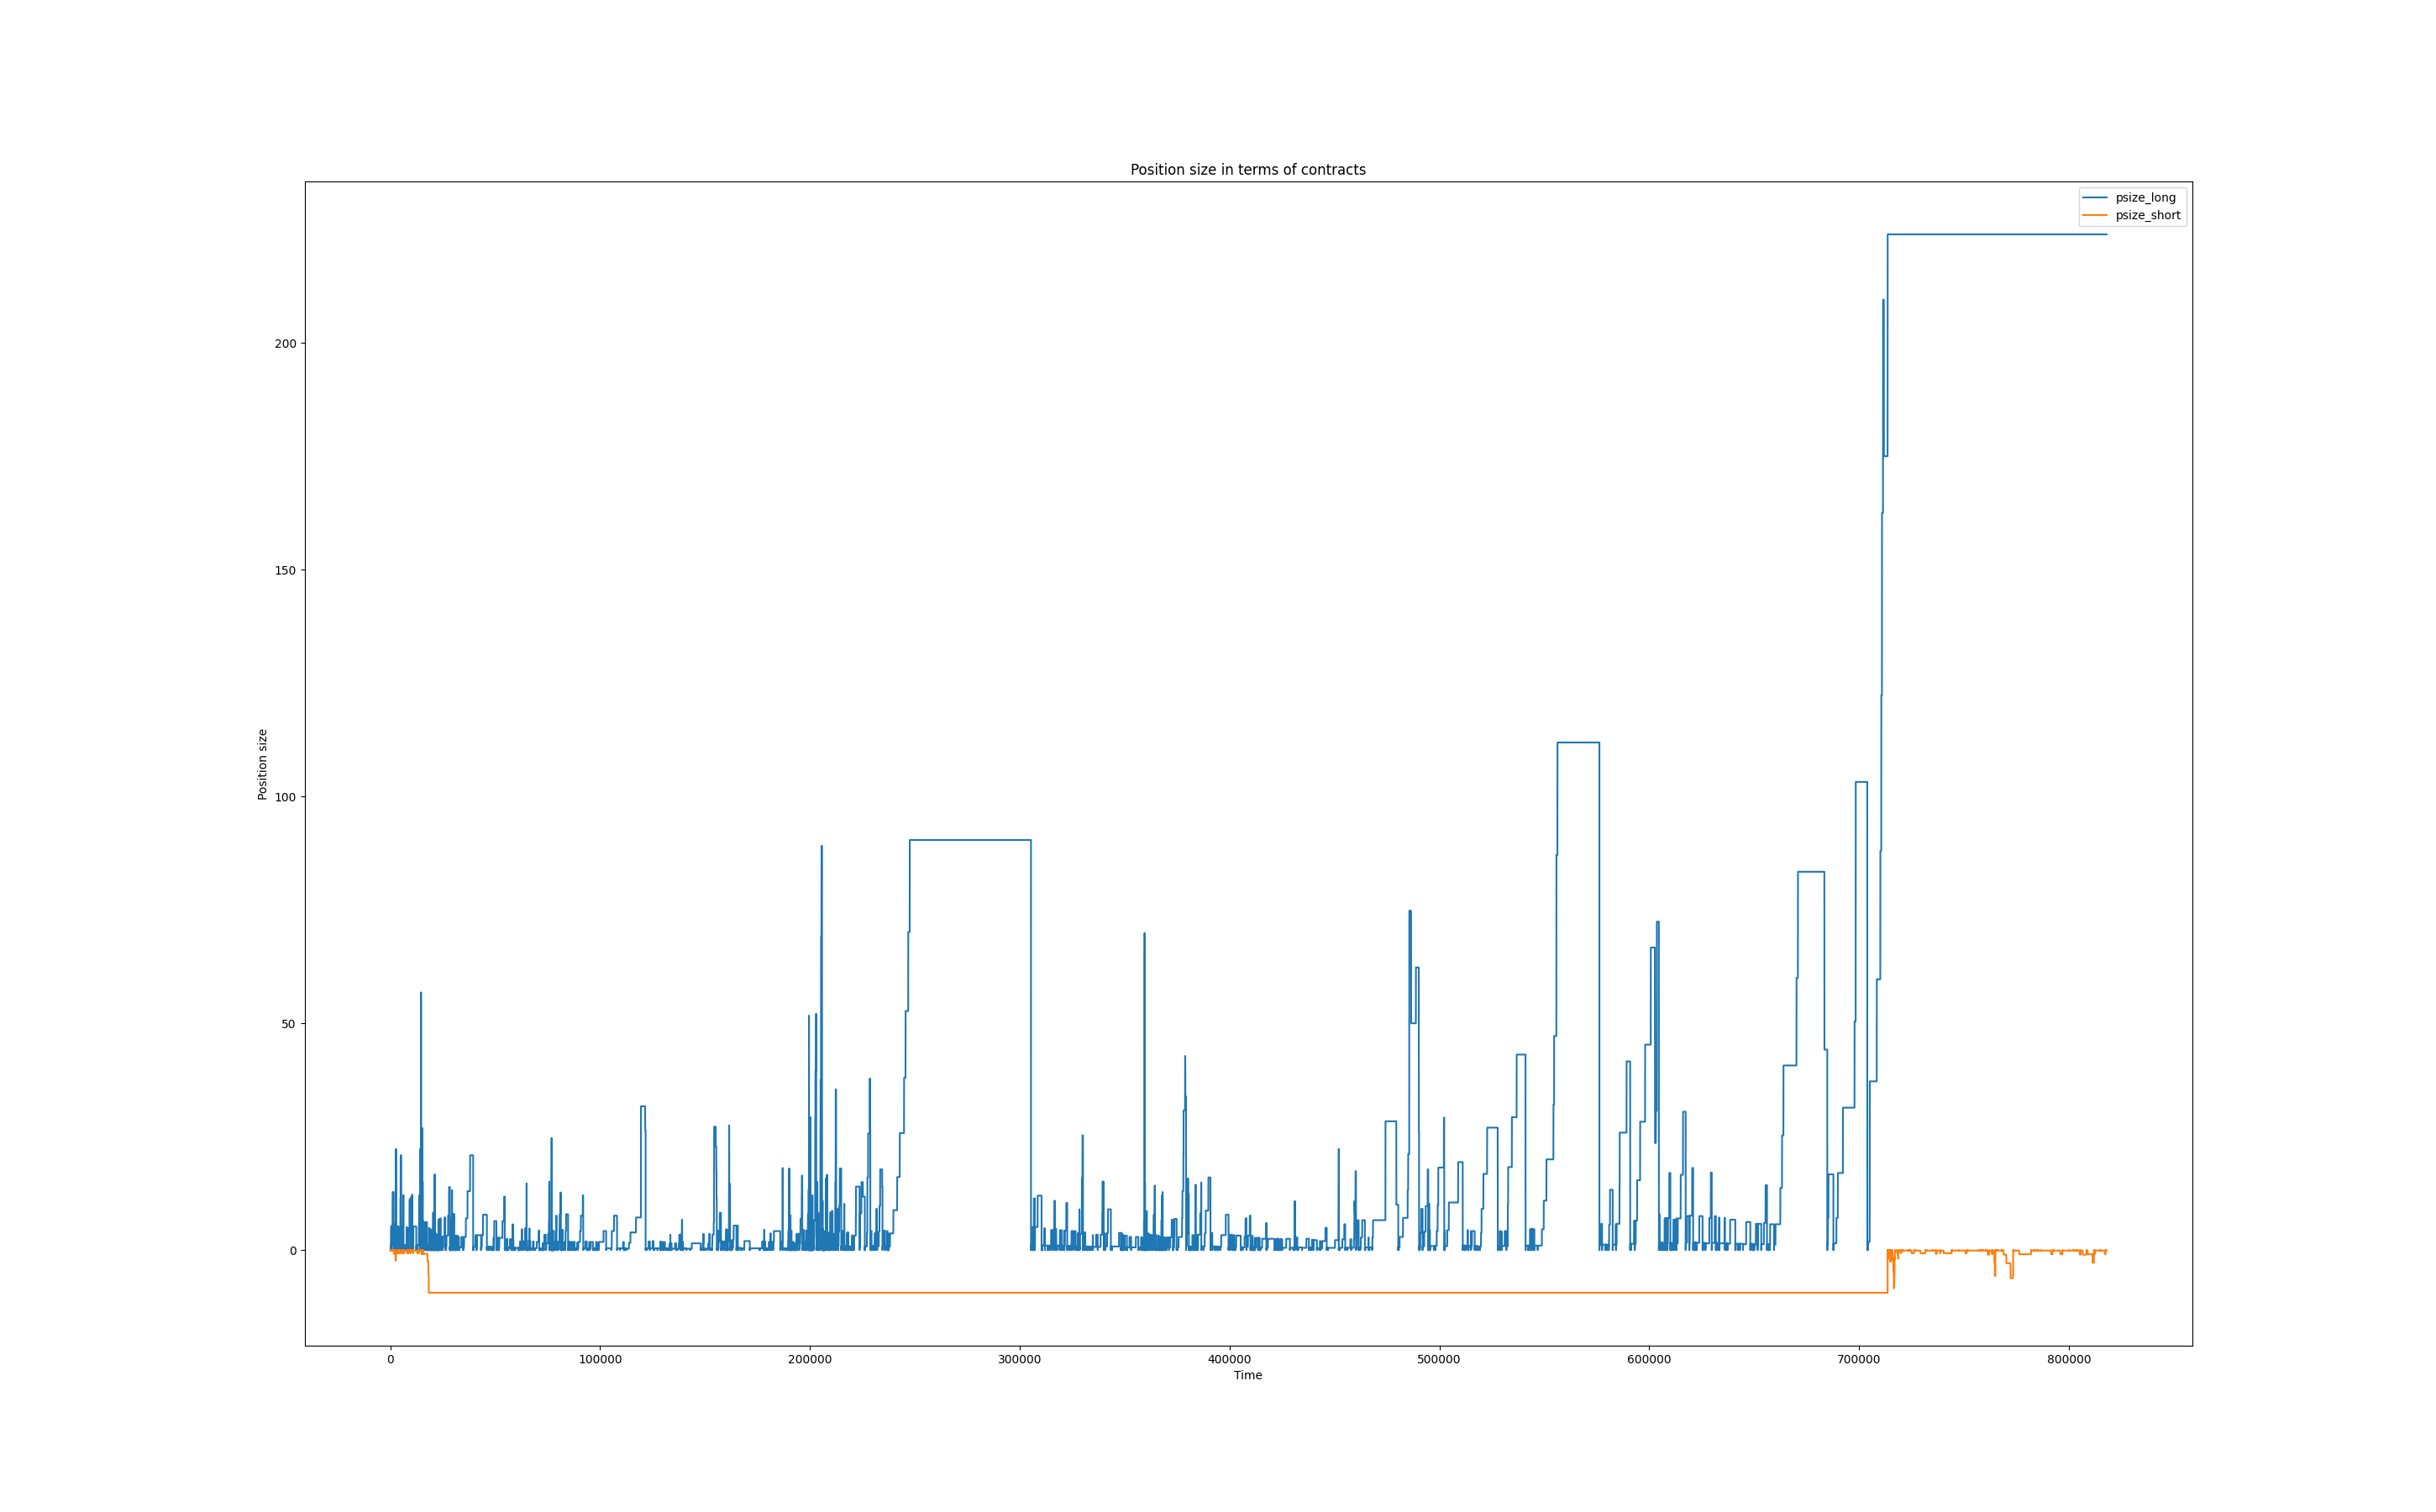 Position size in terms of contracts
psize_long
psize_short
Position size
200
150
100
50
0
0 100000 200000 300000 400000 500000 600000 700000 800000
Time